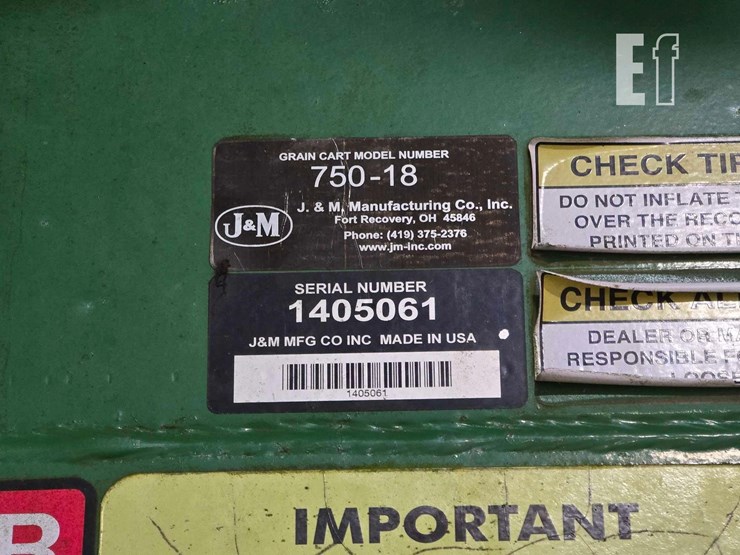 Ef
GRAIN CART MODEL NUMBER
750-18
J&M
J. & M. Manufacturing Co., Inc.
Fort Recovery, OH 45846
Phone: (419) 375-2376
www.jm-inc.com
SERIAL NUMBER
1405061
J&M MFG CO INC MADE IN USA
1405061
CHECK
DO NOT INFLATE
OVER THE
PRINTED ON
CHECK
DEALER OR
RESPONSIBLE
IMPORTANT